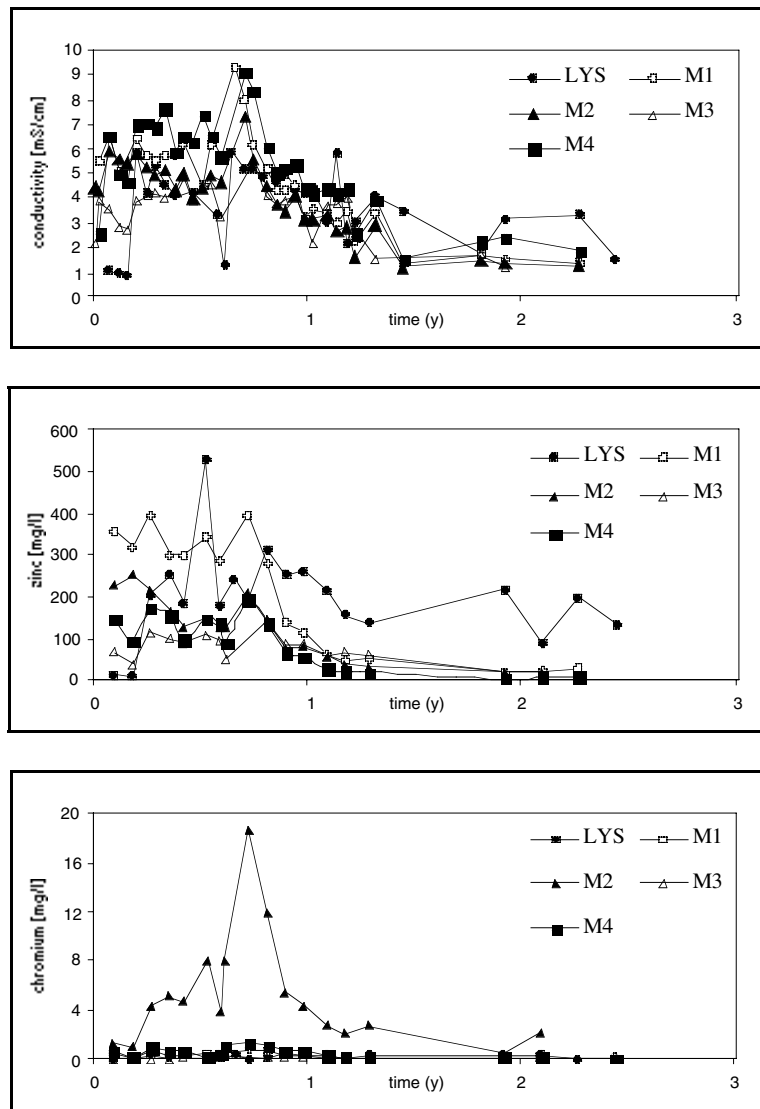 10
9
8
7
6
5
4
3
2
1
0
conductivity [mS/cm]
LYS M1
M2 M3
M4
0 1 2 3
time (y)
600
500
400
300
200
100
0
zinc [mg/l]
LYS M1
M2 M3
M4
0 1 2 3
time (y)
20
16
12
8
4
0
chromium [mg/l]
LYS M1
M2 M3
M4
0 1 2 3
time (y)